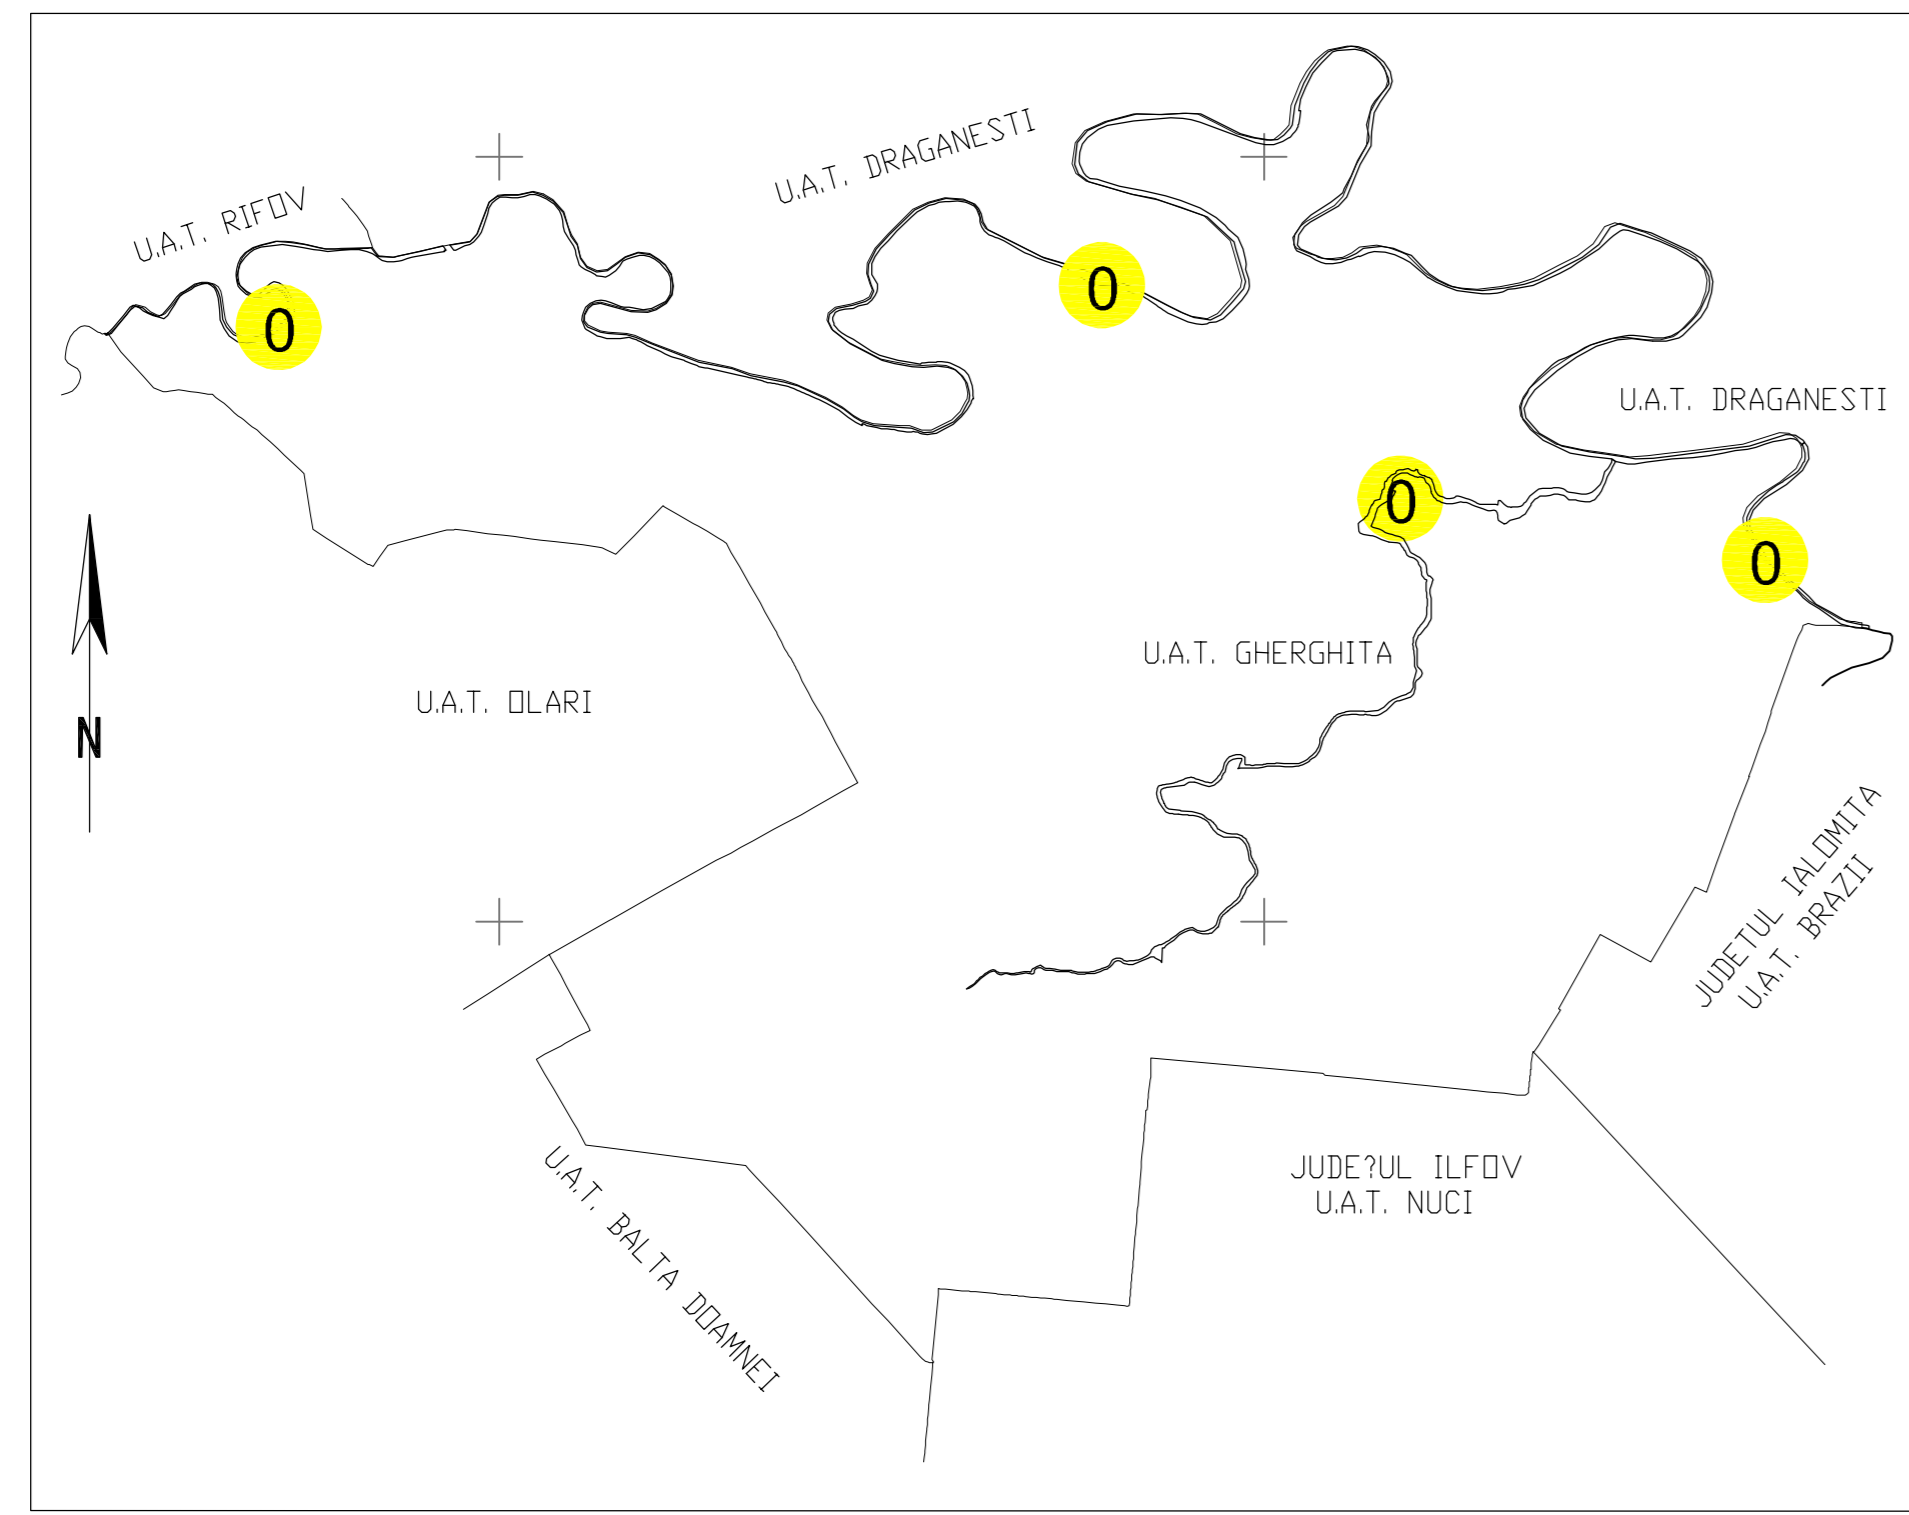 U.A.T. DRAGANESTI
U.A.T. RIFOV
0
0
U.A.T. DRAGANESTI
0
0
U.A.T. GHERGHITA
U.A.T. OLARI
N
JUDETUL IALOMITA
U.A.T. BRAZII
JUDE?UL ILFOV
U.A.T. NUCI
U.A.T. BALTA DOAMNEI